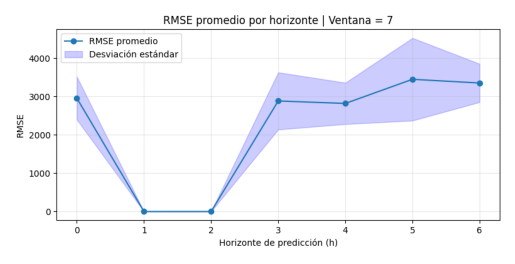 RMSE promedio por horizonte | Ventana = 7
RMSE promedio
Desviación estándar
RMSE
4000
3000
2000
1000
0
0 1 2 3 4 5 6
Horizonte de predicción (h)